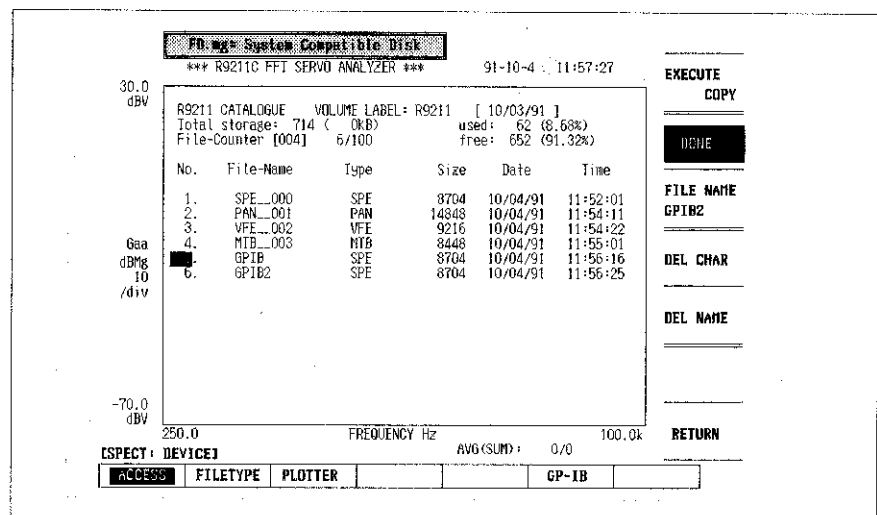 FD.mg= System Compatible Disk
*** R9211C FFT SERVO ANALYZER *** 91-10-4 11:57:27
30.0
dBV
R9211 CATALOGUE VOLUME LABEL: R9211 [ 10/03/91 ]
Total storage: 714 ( 0kB) used: 62 (8.68%)
File-Counter [004] 6/100 free: 652 (91.32%)
No. File-Name Type Size Date Time
1. SPE__000 SPE 8704 10/04/91 11:52:01
2. PAN__001 PAN 14848 10/04/91 11:54:11
3. VFE__002 VFE 9216 10/04/91 11:54:22
4. MTB__003 MTB 8448 10/04/91 11:55:01
GPIB SPE 8704 10/04/91 11:56:16
6. GPIB2 SPE 8704 10/04/91 11:56:25
Gaa
dBMg
10
/div
-70.0
dBV
250.0 FREQUENCY Hz 100.0k
[SPECT: DEVICE] AVG(SUM): 0/0
ACCESS FILETYPE PLOTTER GP-IB
EXECUTE
COPY
DONE
FILE NAME
GPIB2
DEL CHAR
DEL NAME
RETURN